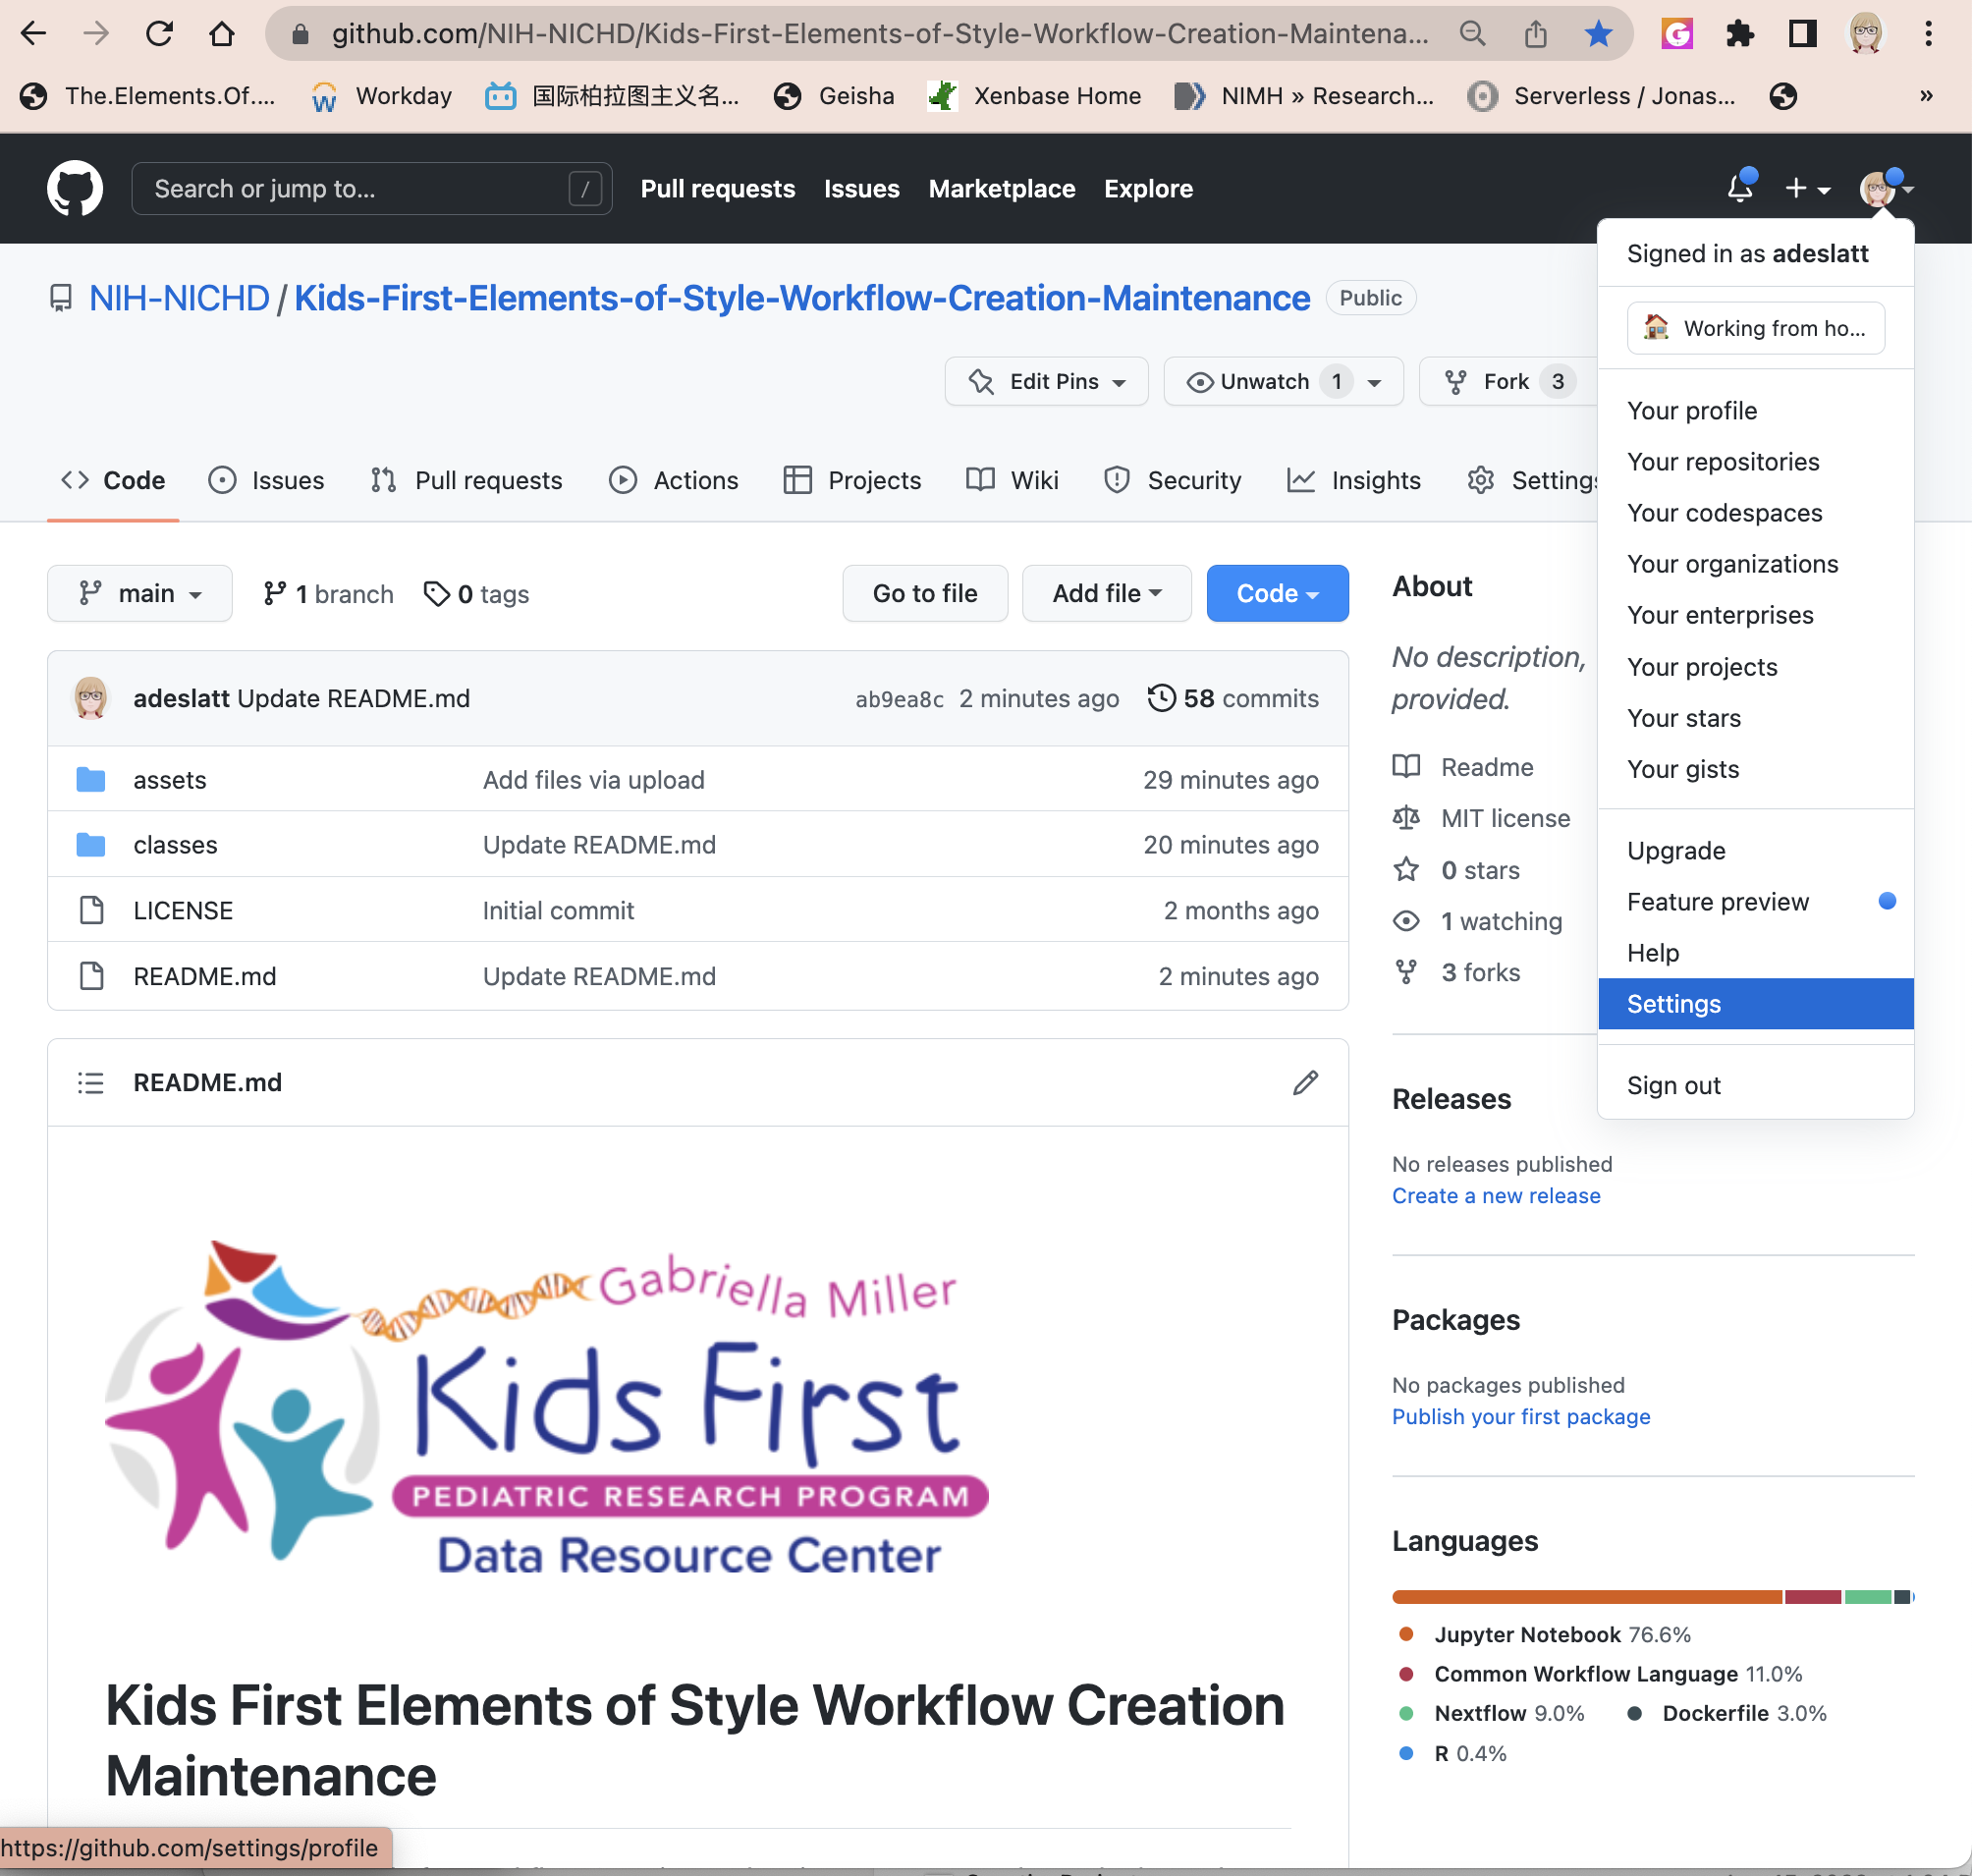 github.com/NIH-NICHD/Kids-First-Elements-of-Style-Workflow-Creation-Maintena...
The.Elements.Of....
Workday
国际柏拉图主义名...
Geisha
Xenbase Home
NIMH » Research...
Serverless / Jonas...
»
Search or jump to...
/
Pull requests
Issues
Marketplace
Explore
Signed in as adeslatt
Working from ho...
Your profile
Your repositories
Your codespaces
Your organizations
Your enterprises
Your projects
Your stars
Your gists
Upgrade
Feature preview
Help
Settings
Sign out
NIH-NICHD / Kids-First-Elements-of-Style-Workflow-Creation-Maintenance
Public
Edit Pins
Unwatch 1
Fork 3
Code
Issues
Pull requests
Actions
Projects
Wiki
Security
Insights
Settings
main
1 branch
0 tags
Go to file
Add file
Code
adeslatt Update README.md
ab9ea8c 2 minutes ago
58 commits
assets
Add files via upload
29 minutes ago
classes
Update README.md
20 minutes ago
LICENSE
Initial commit
2 months ago
README.md
Update README.md
2 minutes ago
README.md
Gabriella Miller
Kids First
PEDIATRIC RESEARCH PROGRAM
Data Resource Center
Kids First Elements of Style Workflow Creation
Maintenance
About
No description,
provided.
Readme
MIT license
0 stars
1 watching
3 forks
Releases
No releases published
Create a new release
Packages
No packages published
Publish your first package
Languages
Jupyter Notebook 76.6%
Common Workflow Language 11.0%
Nextflow 9.0%
Dockerfile 3.0%
R 0.4%
https://github.com/settings/profile